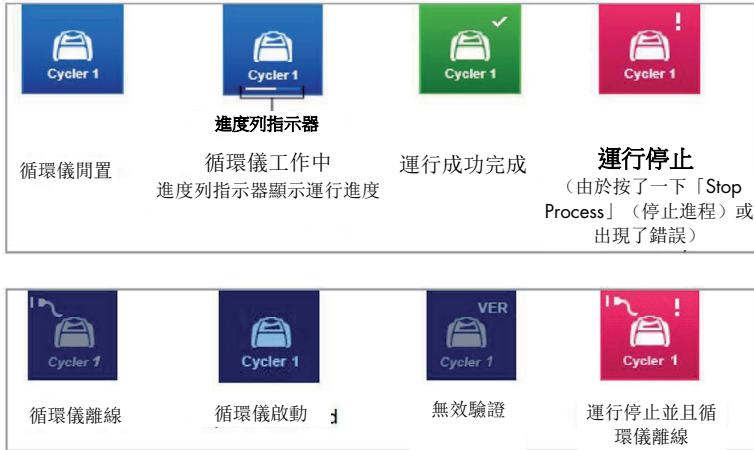 Cycler 1
Cycler 1
Cycler 1
!
Cycler 1
進度列指示器
循環儀閒置
循環儀工作中
進度列指示器顯示運行進度
運行成功完成
運行停止
（由於按了一下「Stop
Process」（停止進程）或
出現了錯誤）
Cycler 1
Cycler 1
VER
Cycler 1
!
Cycler 1
循環儀離線
循環儀啟動 d
無效驗證
運行停止並且循
環儀離線